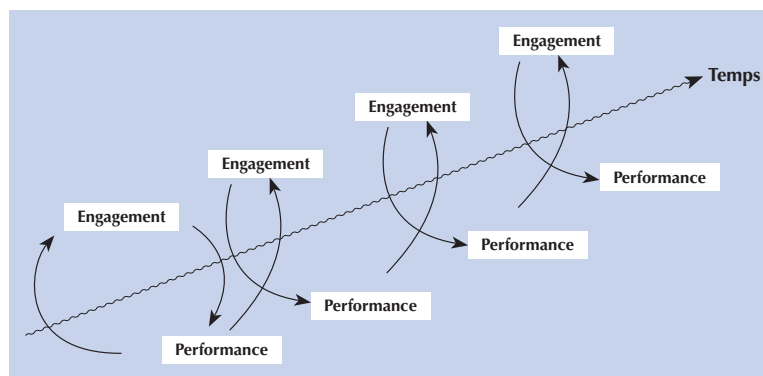 Engagement
Temps
Engagement
Engagement
Performance
Engagement
Performance
Performance
Performance